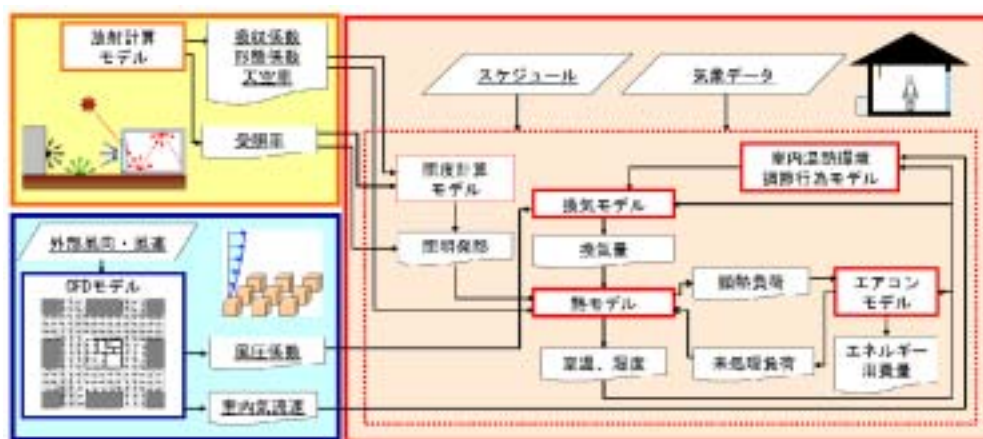 放射計算
モデル
吸収係数
形態係数
天空率
受照率
外部風向・風速
CFDモデル
風圧係数
室内気流速
スケジュール
気象データ
照度計算
モデル
照明発熱
室内温熱環境
調節行為モデル
換気モデル
換気量
熱モデル
室温、湿度
顕熱負荷
未処理負荷
エアコン
モデル
エネルギー
消費量